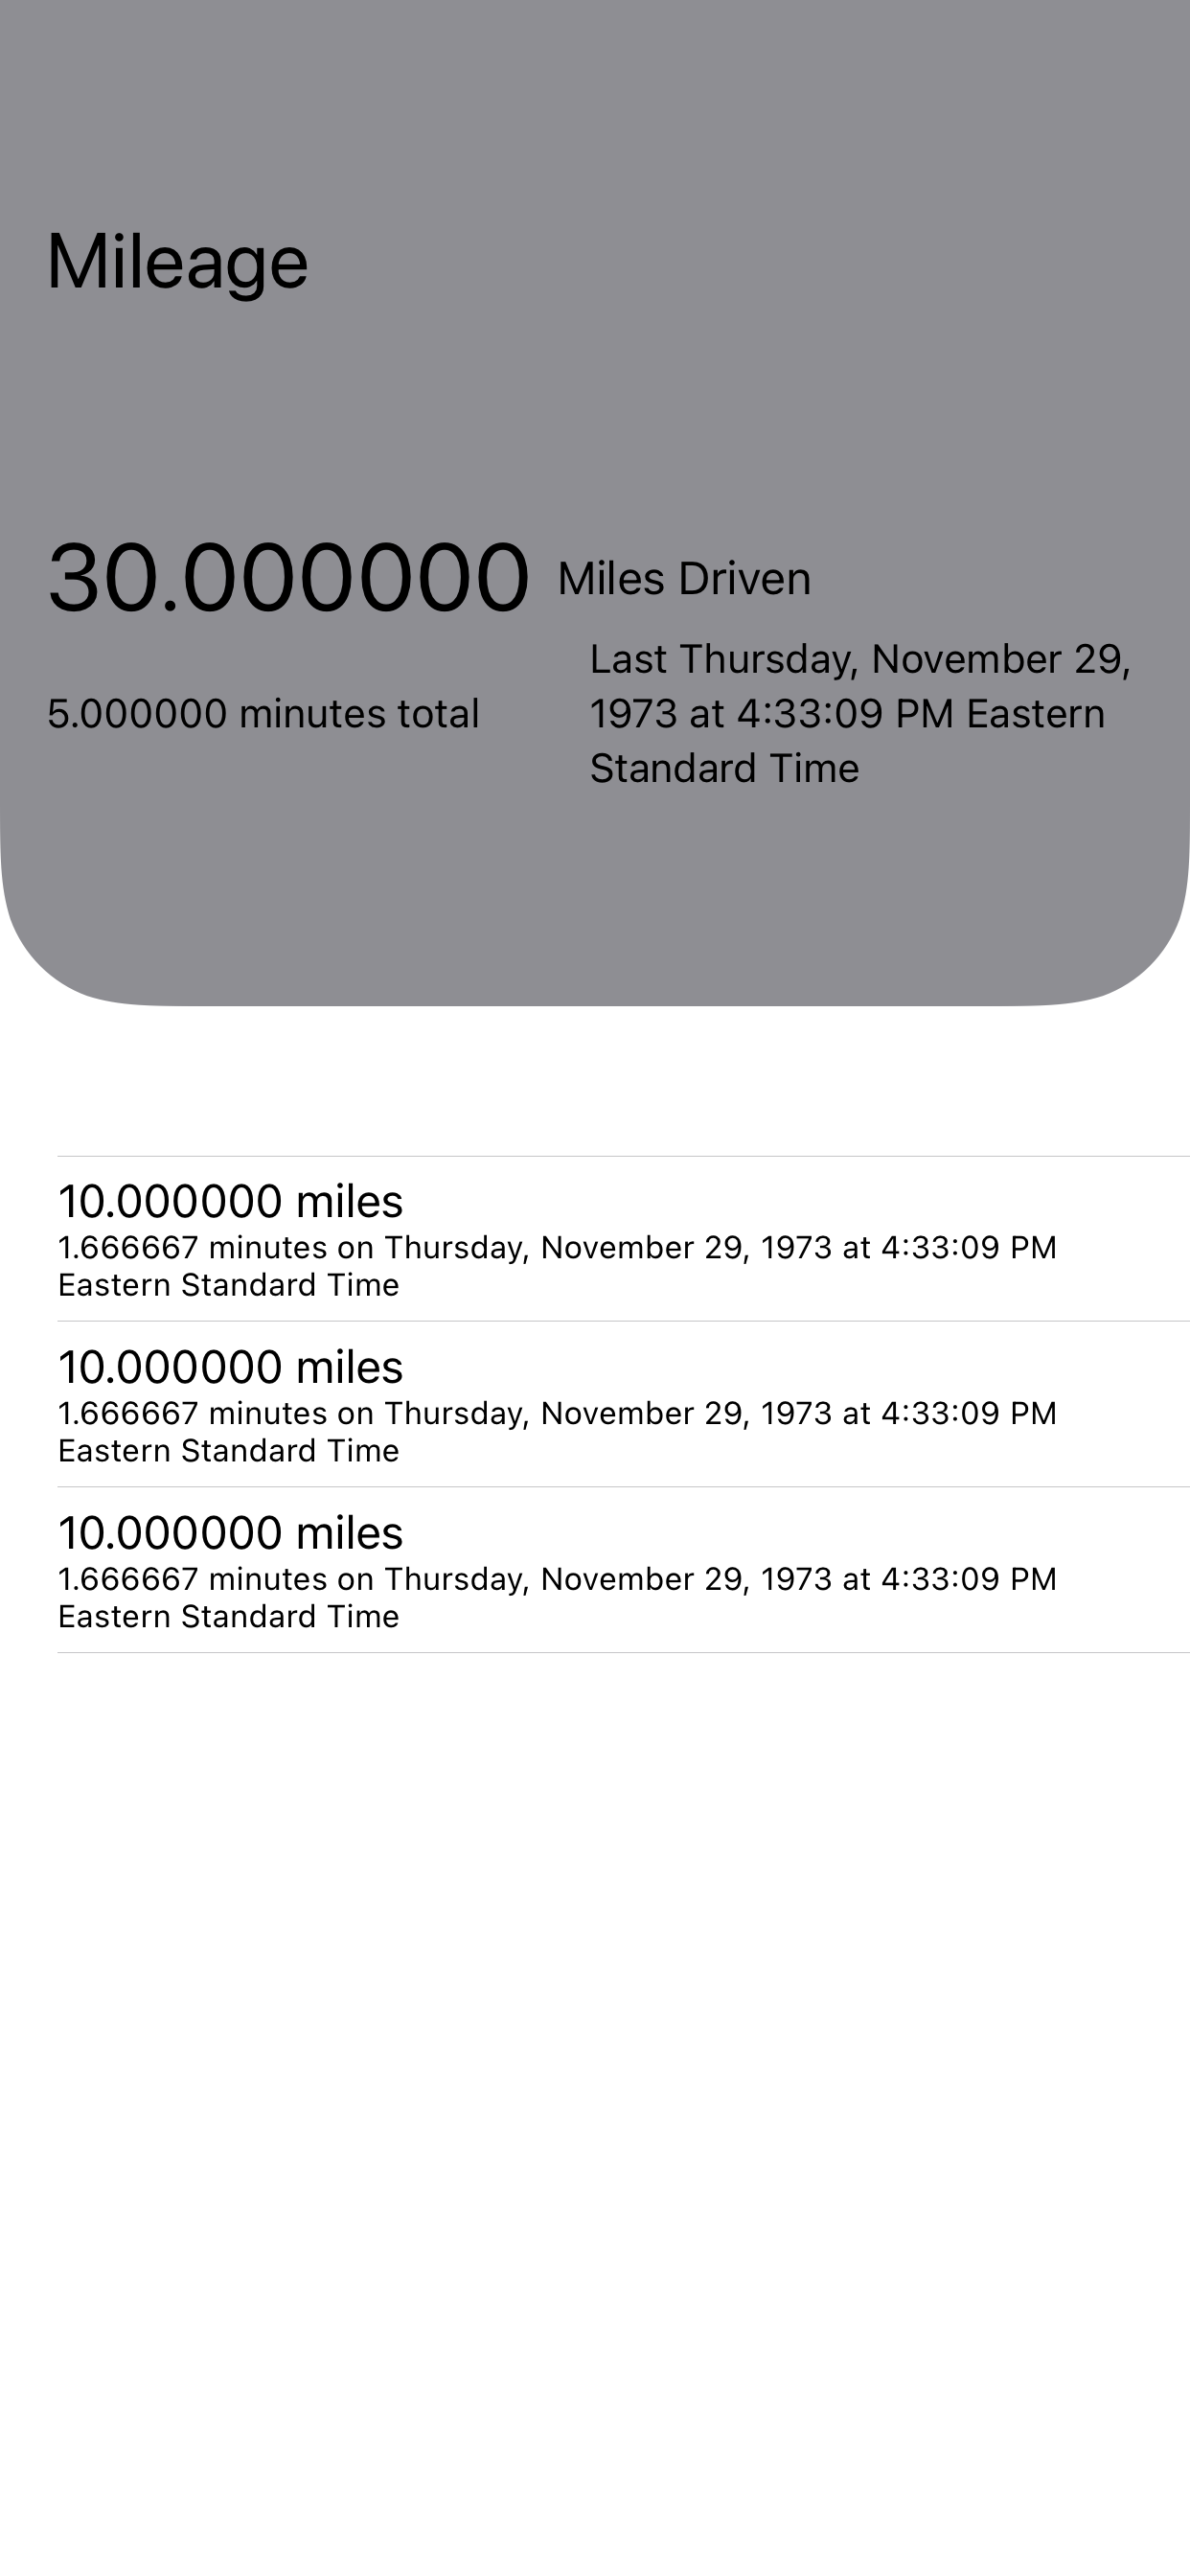 Mileage
30.000000 Miles Driven
5.000000 minutes total
Last Thursday, November 29,
1973 at 4:33:09 PM Eastern
Standard Time
10.000000 miles
1.666667 minutes on Thursday, November 29, 1973 at 4:33:09 PM
Eastern Standard Time
10.000000 miles
1.666667 minutes on Thursday, November 29, 1973 at 4:33:09 PM
Eastern Standard Time
10.000000 miles
1.666667 minutes on Thursday, November 29, 1973 at 4:33:09 PM
Eastern Standard Time